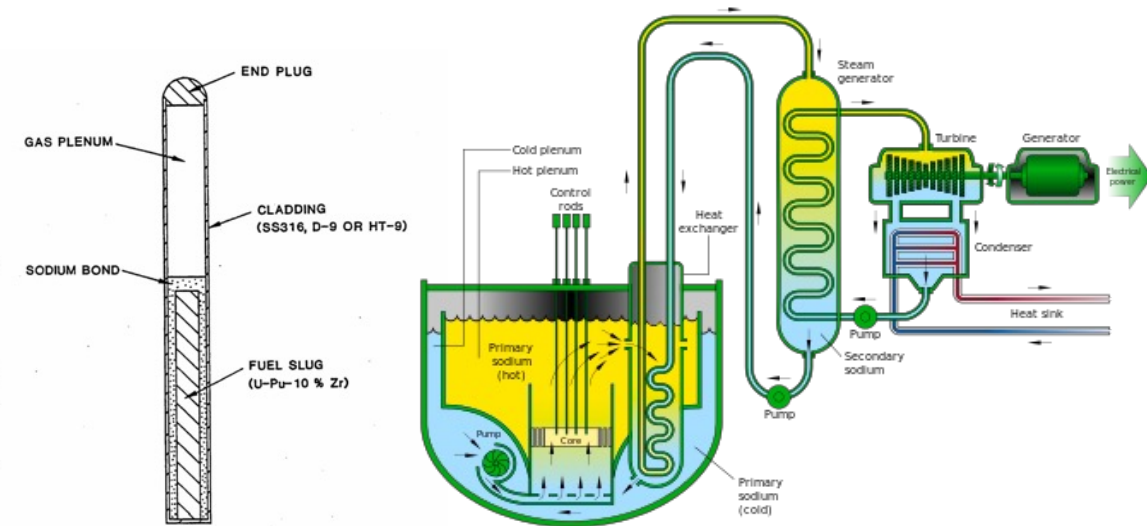 END PLUG
GAS PLENUM
CLADDING
(SS316, D-9 OR HT-9)
SODIUM BOND
FUEL SLUG
(U-Pu-10 % Zr)
Cold plenum
Hot plenum
Control
rods
Heat
exchanger
Steam
generator
Turbine
Generator
Electrical
power
Condenser
Heat sink
Pump
Secondary
sodium
Pump
Primary
sodium
(hot)
Pump
Core
Primary
sodium
(cold)